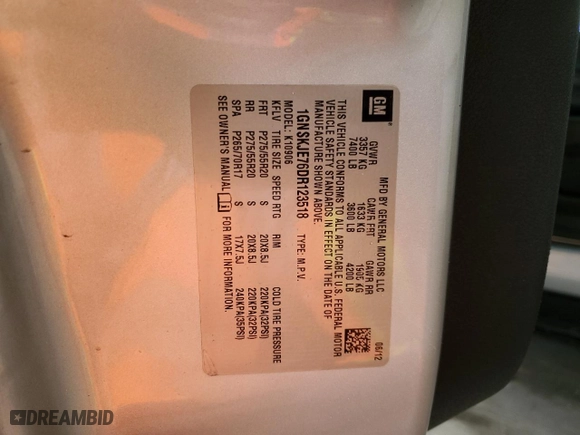 GM
MFD BY GENERAL MOTORS LLC
06/12
GVWR GAWR FRT GAWR RR
3357 KG 1633 KG 1905 KG
7400 LB 3600 LB 4200 LB
THIS VEHICLE CONFORMS TO ALL APPLICABLE U.S. FEDERAL MOTOR
VEHICLE SAFETY STANDARDS IN EFFECT ON THE DATE OF
MANUFACTURE SHOWN ABOVE.
1GNSKJE76DR123518 TYPE: M.P.V.
MODEL: K10906
KFLV TIRE SIZE SPEED RTG RIM COLD TIRE PRESSURE
FRT P275/55R20 S 20X8.5J 220KPA(32PSI)
RR P275/55R20 S 20X8.5J 220KPA(32PSI)
SPA P265/70R17 S 17X7.5J 240KPA(35PSI)
SEE OWNER'S MANUAL FOR MORE INFORMATION.
DREAMBID